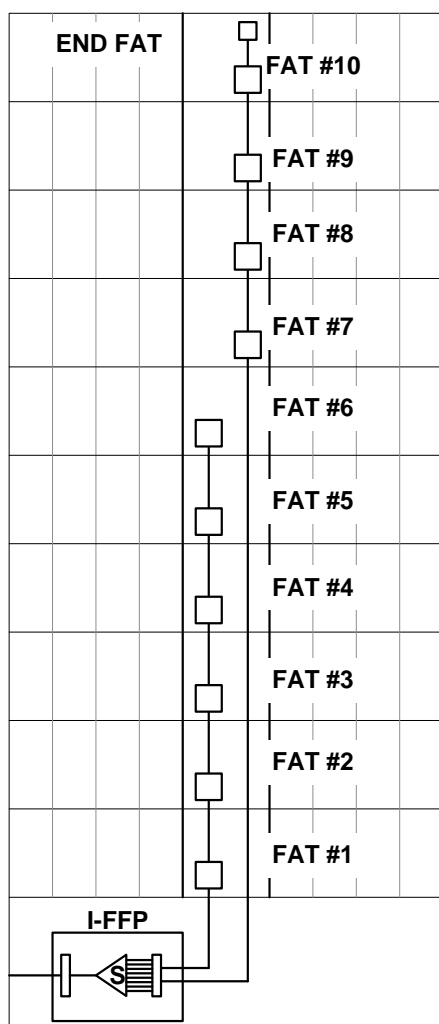 END FAT
FAT #10
FAT #9
FAT #8
FAT #7
FAT #6
FAT #5
FAT #4
FAT #3
FAT #2
FAT #1
I-FFP
S